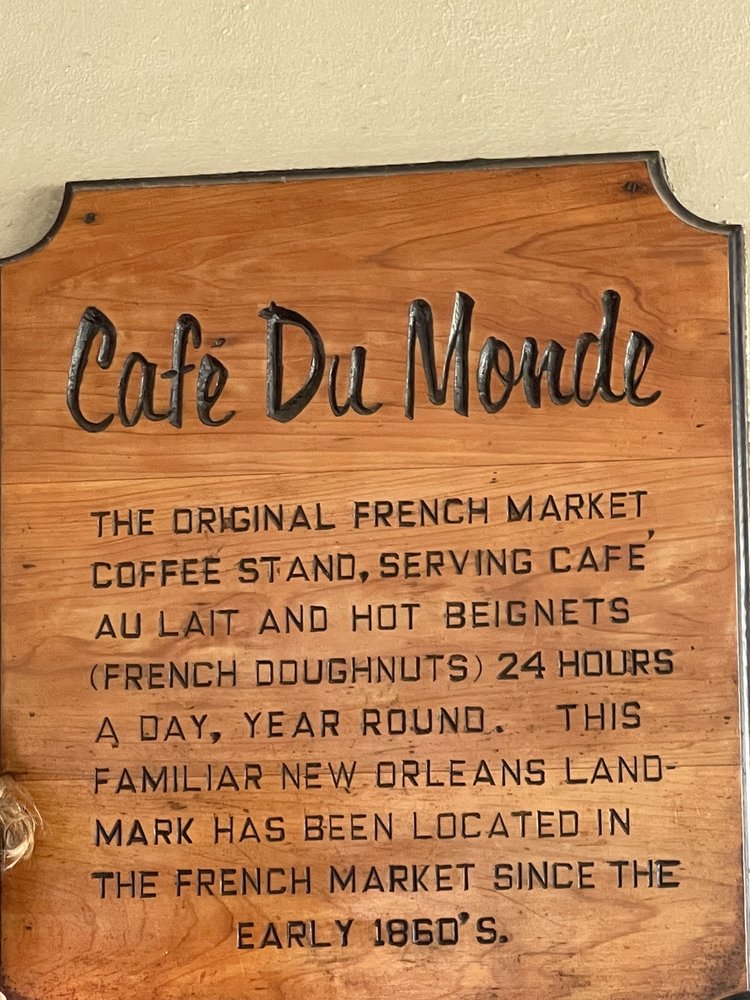 Café Du Monde
THE ORIGINAL FRENCH MARKET
COFFEE STAND, SERVING CAFE'
AU LAIT AND HOT BEIGNETS
(FRENCH DOUGHNUTS) 24 HOURS
A DAY, YEAR ROUND. THIS
FAMILIAR NEW ORLEANS LAND-
MARK HAS BEEN LOCATED IN
THE FRENCH MARKET SINCE THE
EARLY 1860'S.